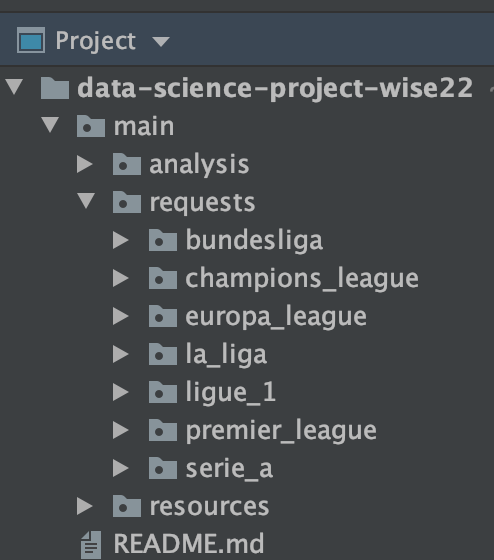 Project
data-science-project-wise22
main
analysis
requests
bundesliga
champions_league
europa_league
la_liga
ligue_1
premier_league
serie_a
resources
README.md